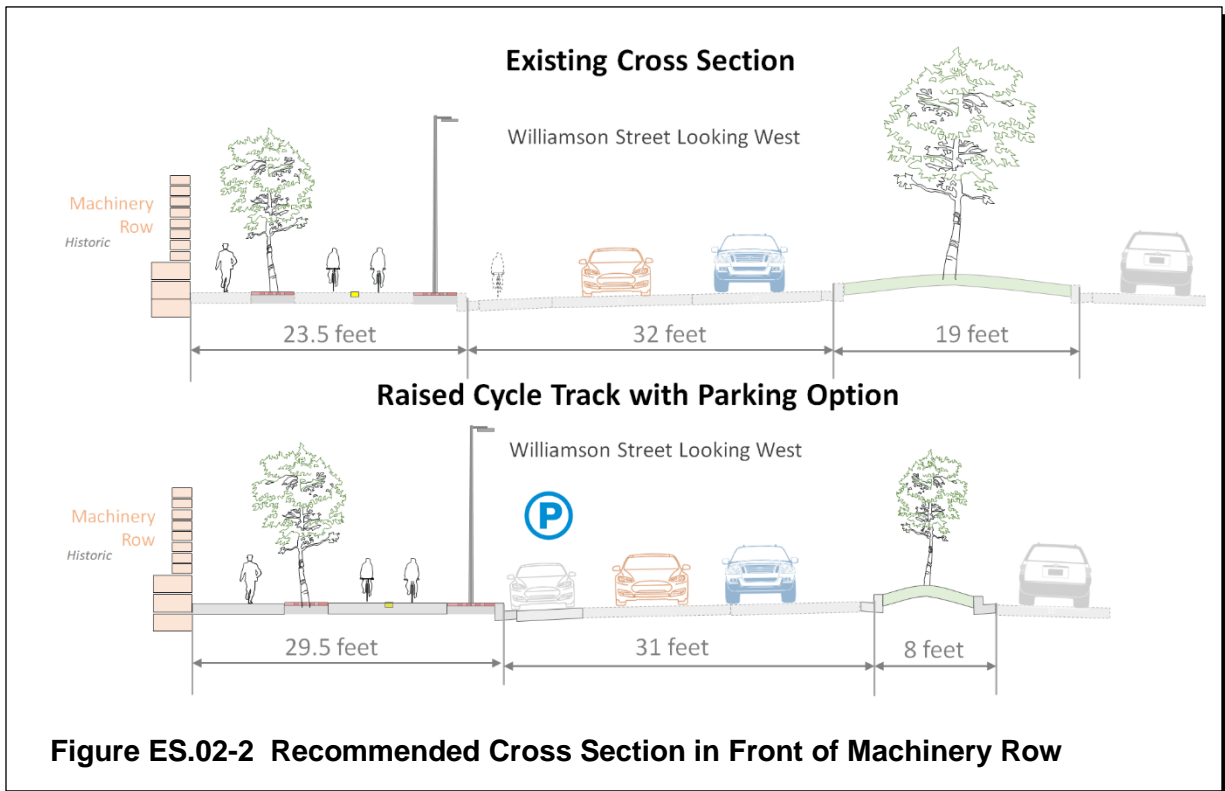 Existing Cross Section
Williamson Street Looking West
Machinery
Row
Historic
23.5 feet
32 feet
19 feet
Raised Cycle Track with Parking Option
Williamson Street Looking West
P
Machinery
Row
Historic
29.5 feet
31 feet
8 feet
Figure ES.02-2 Recommended Cross Section in Front of Machinery Row